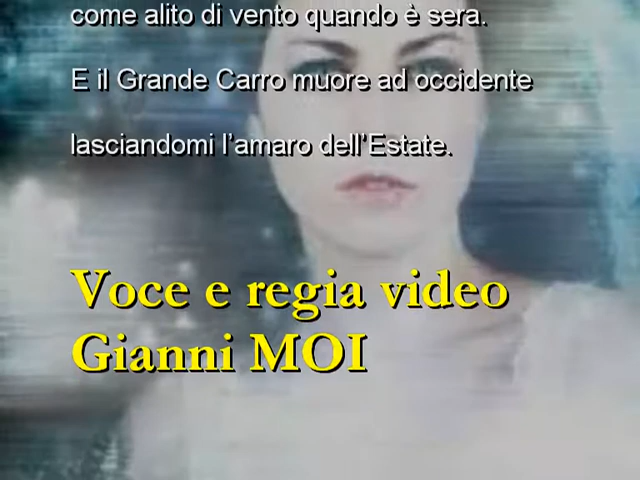 come alito di vento quando è sera.
E il Grande Carro muore ad occidente
lasciandomi l'amaro dell'Estate.
Voce e regia video
Gianni MOI